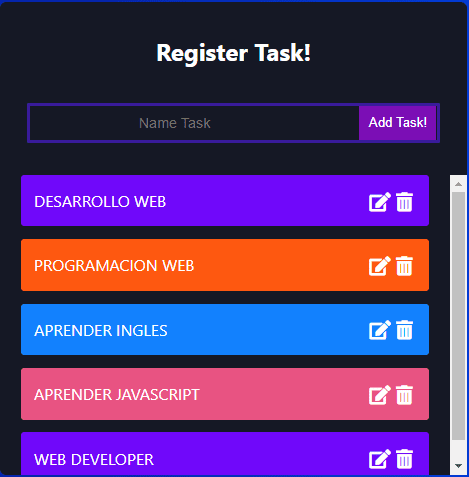 Register Task!
Name Task
Add Task!
DESARROLLO WEB
PROGRAMACION WEB
APRENDER INGLES
APRENDER JAVASCRIPT
WEB DEVELOPER